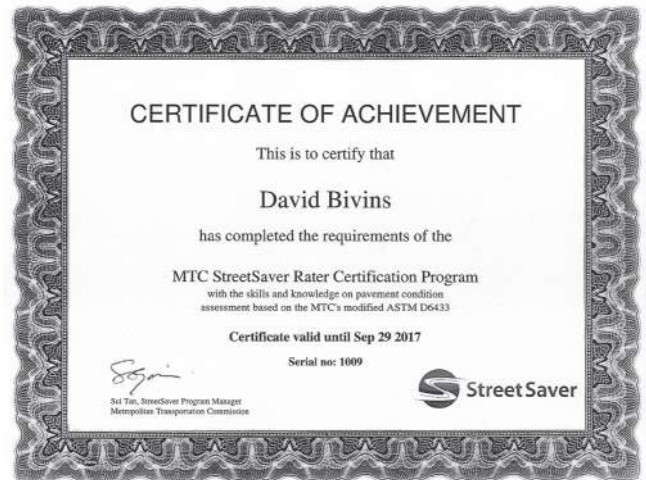 CERTIFICATE OF ACHIEVEMENT
This is to certify that
David Bivins
has completed the requirements of the
MTC StreetSaver Rater Certification Program
with the skills and knowledge on pavement condition
assessment based on the MTC's modified ASTM D6433
Certificate valid until Sep 29 2017
Serial no: 1009
Sui Tan, StreetSaver Program Manager
Metropolitan Transportation Commission
StreetSaver